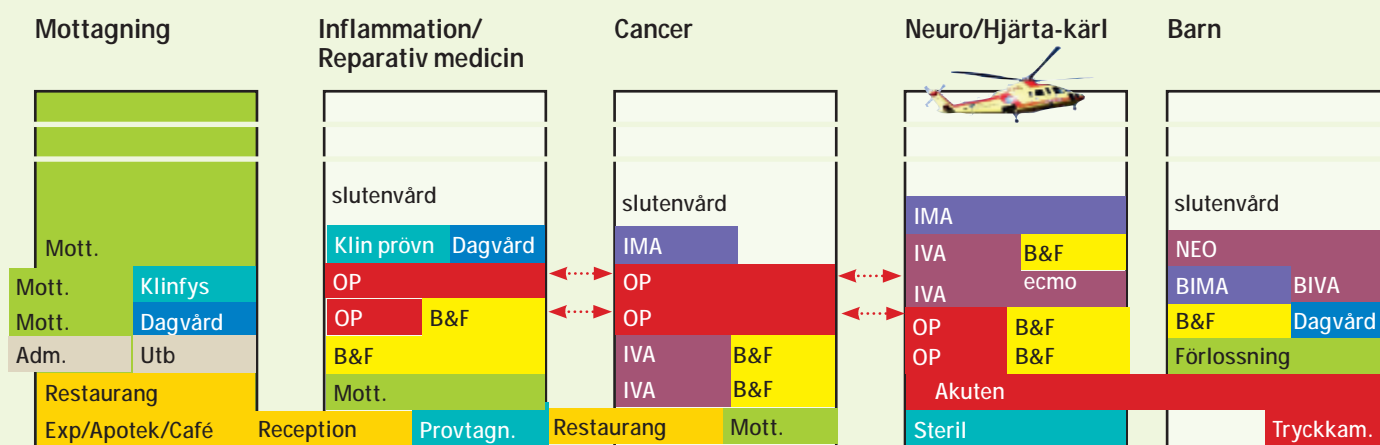 Mottagning
Mott.
Mott. Klinfys
Mott. Dagvård
Adm. Utb
Restaurang
Exp/Apotek/Café Reception Provtagn. Restaurang Mott.
Inflammation/
Reparativ medicin
slutenvård
Klin prövn Dagvård
OP
OP B&F
B&F
Mott.
Cancer
slutenvård
IMA
OP
OP
IVA B&F
IVA B&F
Neuro/Hjärta-kärl
IMA
IVA B&F
IVA ecmo
OP B&F
OP B&F
Akuten
Steril
Barn
slutenvård
NEO
BIMA BIVA
B&F Dagvård
Förlossning
Tryckkam.